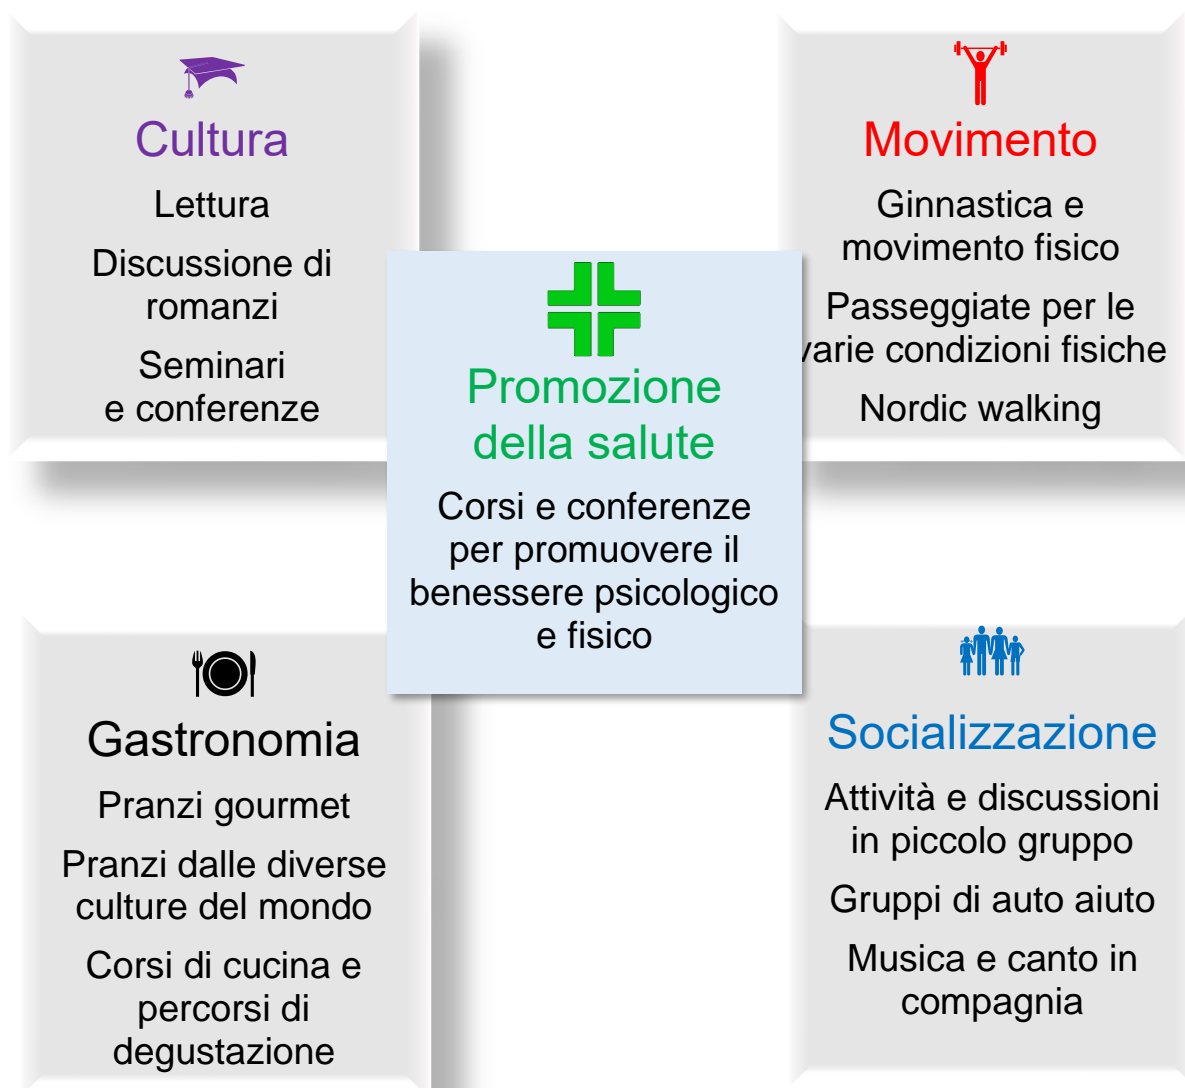 Cultura
Lettura
Discussione di
romanzi
Seminari
e conferenze
Movimento
Ginnastica e
movimento fisico
Passeggiate per le
varie condizioni fisiche
Nordic walking
Promozione
della salute
Corsi e conferenze
per promuovere il
benessere psicologico
e fisico
Gastronomia
Pranzi gourmet
Pranzi dalle diverse
culture del mondo
Corsi di cucina e
percorsi di
degustazione
Socializzazione
Attività e discussioni
in piccolo gruppo
Gruppi di auto aiuto
Musica e canto in
compagnia